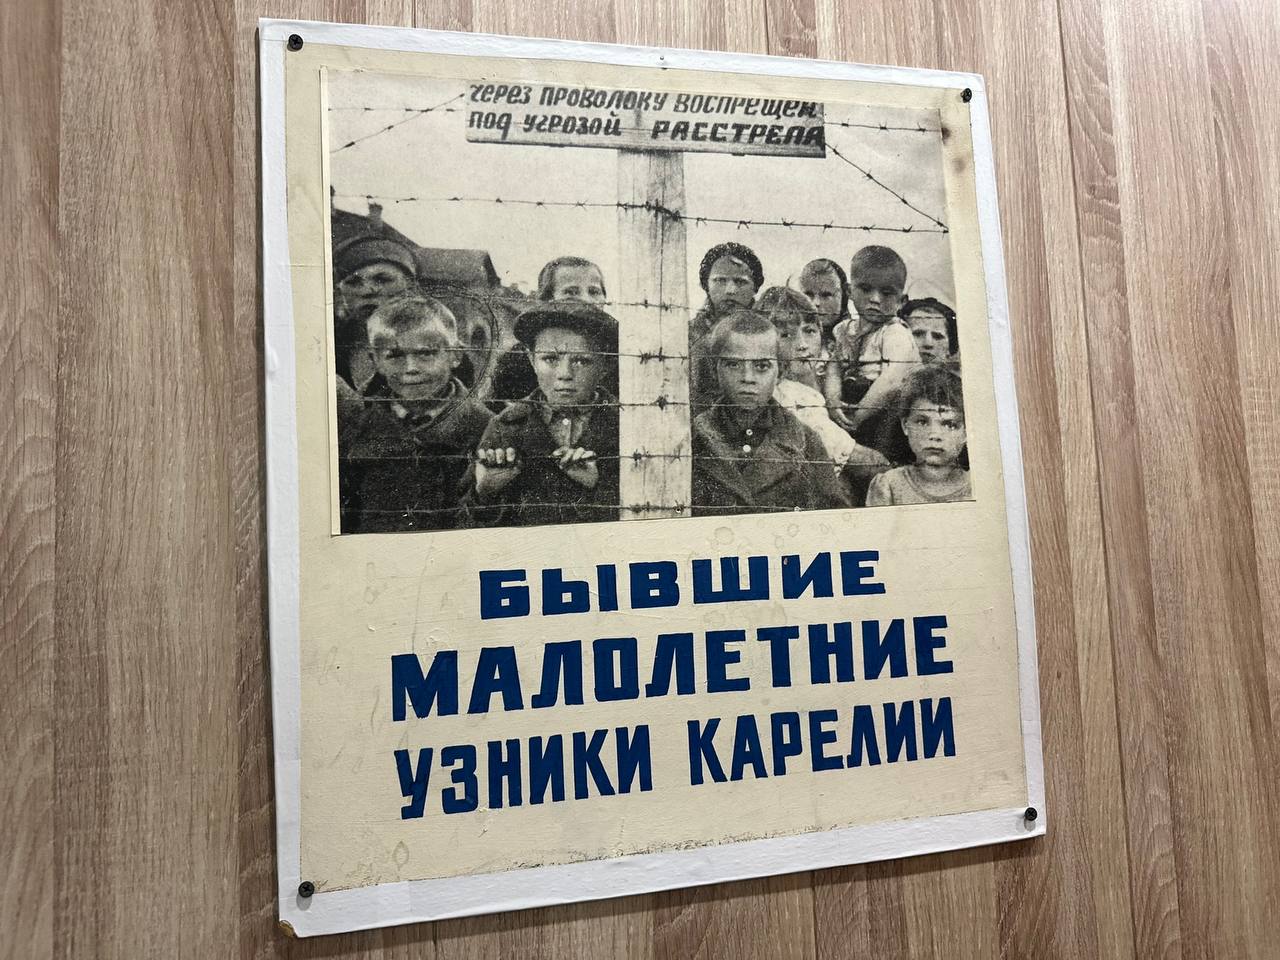 ЧЕРЕЗ ПРОВОЛОКУ ВОСПРЕЩЕН
ПОД УГРОЗОЙ РАССТРЕЛА
БЫВШИЕ
МАЛОЛЕТНИЕ
УЗНИКИ КАРЕЛИИ